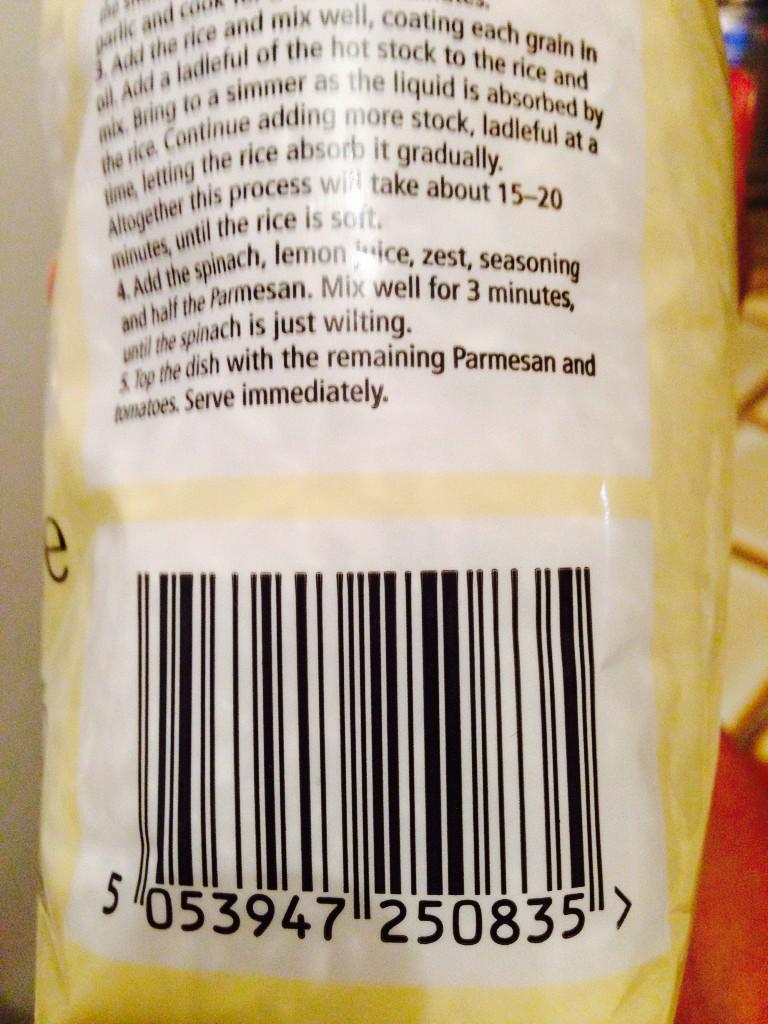 garlic and cook
3. Add the rice and mix well, coating each grain in
oil. Add a ladleful of the hot stock to the rice and
mix. Bring to a simmer as the liquid is absorbed by
the rice. Continue adding more stock, ladleful at a
time, letting the rice absorb it gradually.
Altogether this process will take about 15–20
minutes, until the rice is soft.
4. Add the spinach, lemon juice, zest, seasoning
and half the Parmesan. Mix well for 3 minutes,
until the spinach is just wilting.
5. Top the dish with the remaining Parmesan and
tomatoes. Serve immediately.
e
5 053947 250835 >